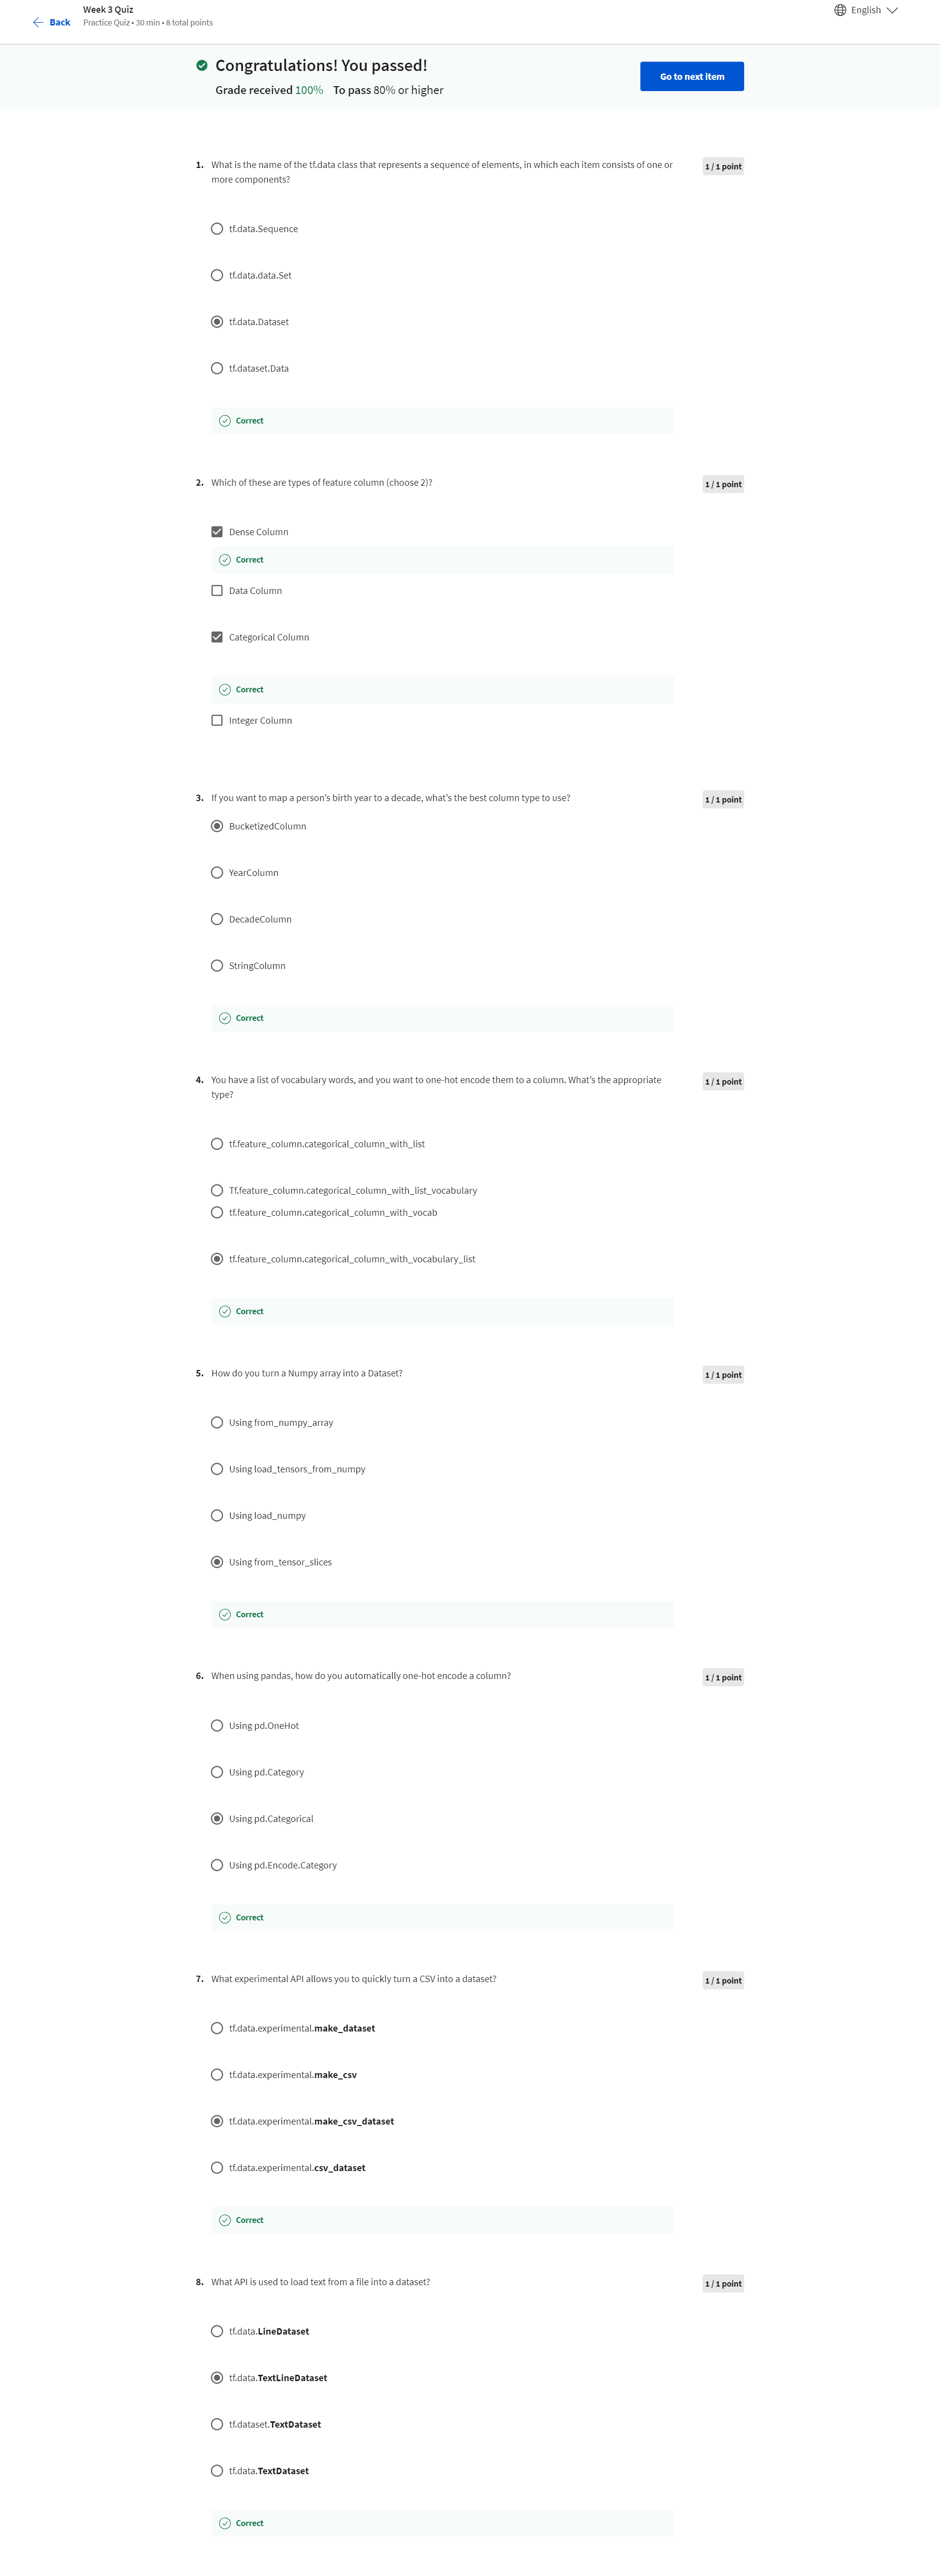 Back
Week 3 Quiz
Practice Quiz • 30 min • 8 total points
English
Congratulations! You passed!
Grade received 100% To pass 80% or higher
Go to next item
1. What is the name of the tf.data class that represents a sequence of elements, in which each item consists of one or
more components?
1 / 1 point
tf.data.Sequence
tf.data.data.Set
tf.data.Dataset
tf.dataset.Data
Correct
2. Which of these are types of feature column (choose 2)?
1 / 1 point
Dense Column
Correct
Data Column
Categorical Column
Correct
Integer Column
3. If you want to map a person’s birth year to a decade, what’s the best column type to use?
1 / 1 point
BucketizedColumn
YearColumn
DecadeColumn
StringColumn
Correct
4. You have a list of vocabulary words, and you want to one-hot encode them to a column. What’s the appropriate
type?
1 / 1 point
tf.feature_column.categorical_column_with_list
Tf.feature_column.categorical_column_with_list_vocabulary
tf.feature_column.categorical_column_with_vocab
tf.feature_column.categorical_column_with_vocabulary_list
Correct
5. How do you turn a Numpy array into a Dataset?
1 / 1 point
Using from_numpy_array
Using load_tensors_from_numpy
Using load_numpy
Using from_tensor_slices
Correct
6. When using pandas, how do you automatically one-hot encode a column?
1 / 1 point
Using pd.OneHot
Using pd.Category
Using pd.Categorical
Using pd.Encode.Category
Correct
7. What experimental API allows you to quickly turn a CSV into a dataset?
1 / 1 point
tf.data.experimental.make_dataset
tf.data.experimental.make_csv
tf.data.experimental.make_csv_dataset
tf.data.experimental.csv_dataset
Correct
8. What API is used to load text from a file into a dataset?
1 / 1 point
tf.data.LineDataset
tf.data.TextLineDataset
tf.dataset.TextDataset
tf.data.TextDataset
Correct